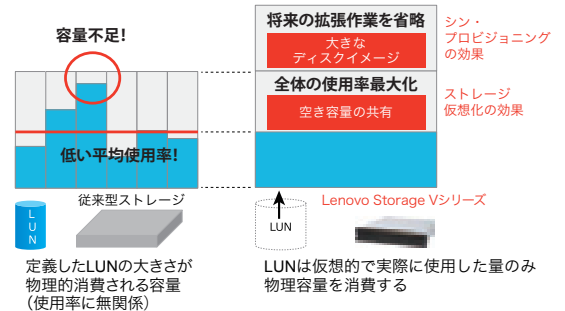 容量不足!
低い平均使用率!
従来型ストレージ
LUN
定義したLUNの大きさが
物理的消費される容量
（使用率に無関係）
将来の拡張作業を省略
大きな
ディスクイメージ
シン・
プロビジョニング
の効果
全体の使用率最大化
空き容量の共有
ストレージ
仮想化の効果
Lenovo Storage Vシリーズ
LUN
LUNは仮想的で実際に使用した量のみ
物理容量を消費する